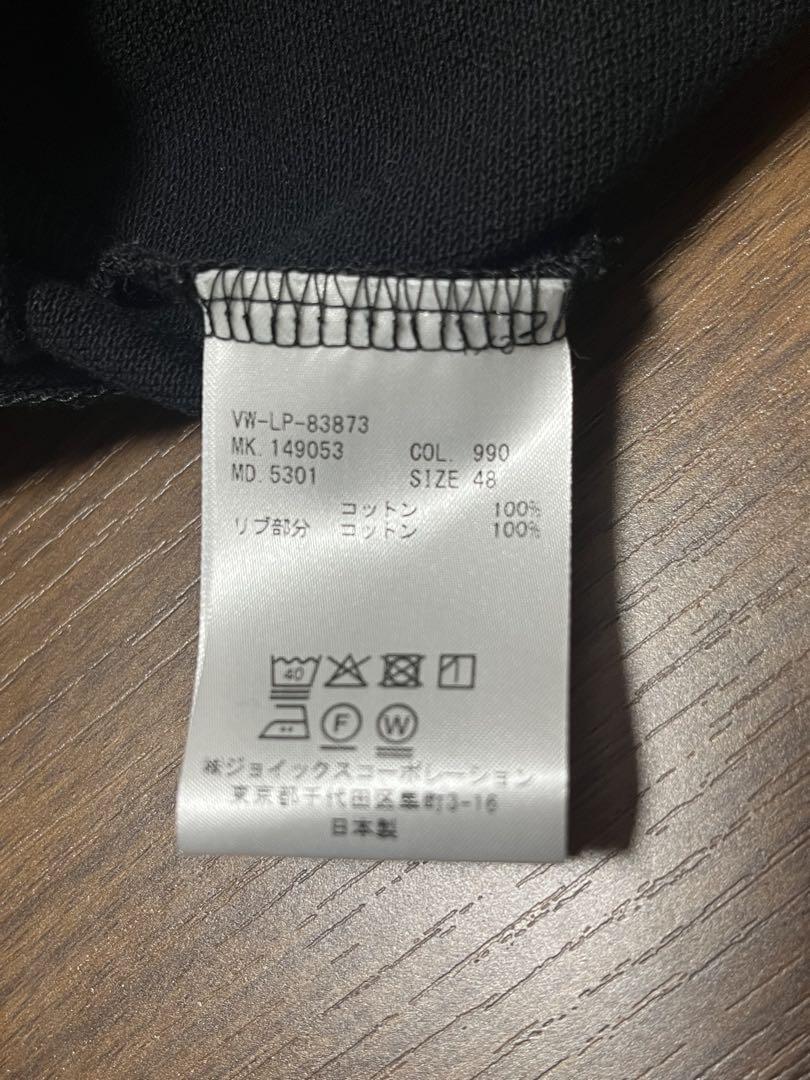 VW-LP-83873
MK. 149053 COL. 990
MD. 5301 SIZE 48
コットン 100%
リブ部分 コットン 100%
40
F W
㈱ジョイックスコーポレーション
東京都千代田区麹町3-16
日本製